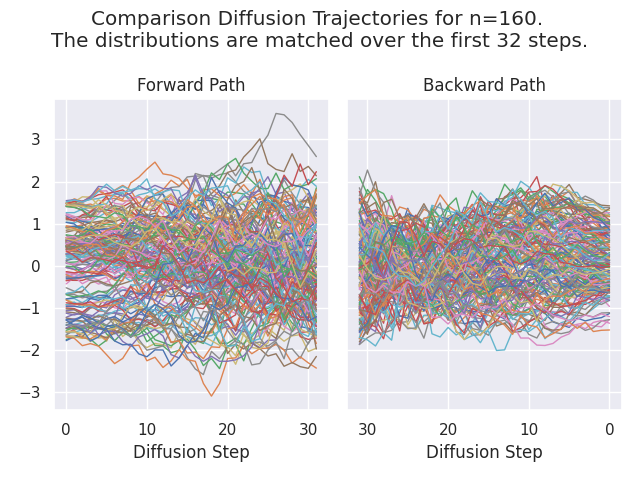 Comparison Diffusion Trajectories for n=160.
The distributions are matched over the first 32 steps.
Forward Path
Backward Path
3
2
1
0
−1
−2
−3
0 10 20 30
30 20 10 0
Diffusion Step
Diffusion Step